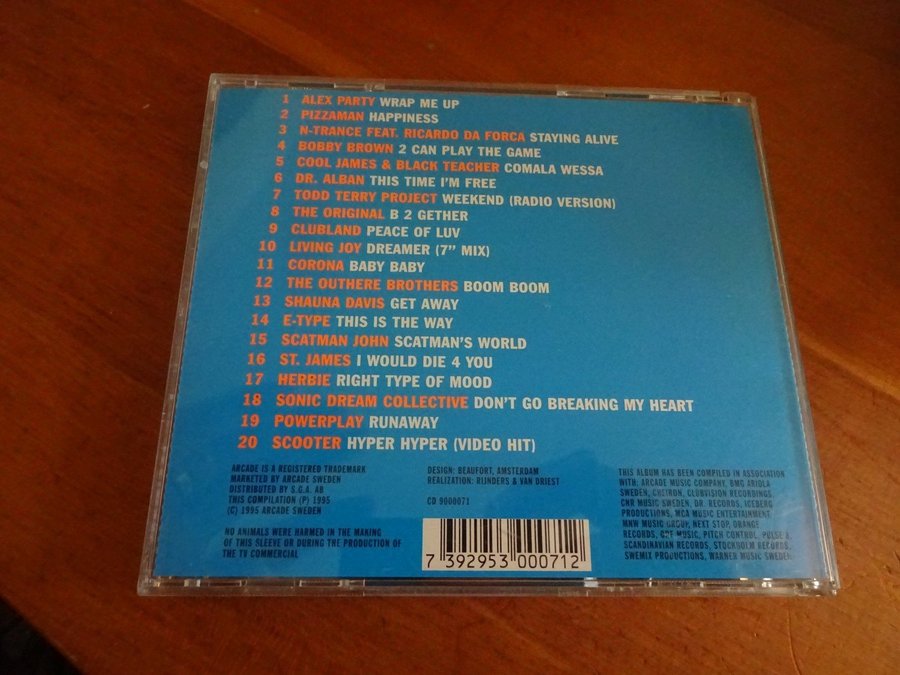 1 ALEX PARTY WRAP ME UP
2 PIZZAMAN HAPPINESS
3 N-TRANCE FEAT. RICARDO DA FORCA STAYING ALIVE
4 BOBBY BROWN 2 CAN PLAY THE GAME
5 COOL JAMES & BLACK TEACHER COMALA WESSA
6 DR. ALBAN THIS TIME I'M FREE
7 TODD TERRY PROJECT WEEKEND (RADIO VERSION)
8 THE ORIGINAL B 2 GETHER
9 CLUBLAND PEACE OF LUV
10 LIVING JOY DREAMER (7" MIX)
11 CORONA BABY BABY
12 THE OUTHERE BROTHERS BOOM BOOM
13 SHAUNA DAVIS GET AWAY
14 E-TYPE THIS IS THE WAY
15 SCATMAN JOHN SCATMAN'S WORLD
16 ST. JAMES I WOULD DIE 4 YOU
17 HERBIE RIGHT TYPE OF MOOD
18 SONIC DREAM COLLECTIVE DON'T GO BREAKING MY HEART
19 POWERPLAY RUNAWAY
20 SCOOTER HYPER HYPER (VIDEO HIT)
ARCADE IS A REGISTERED TRADEMARK
MARKETED BY ARCADE SWEDEN
DISTRIBUTED BY S.G.A. AB
THIS COMPILATION (P) 1995
(C) 1995 ARCADE SWEDEN
NO ANIMALS WERE HARMED IN THE MAKING
OF THIS SLEEVE OR DURING THE PRODUCTION OF
THE TV COMMERCIAL
DESIGN: BEAUFORT, AMSTERDAM
REALIZATION: RIJNDERS & VAN DRIEST
CD 9000071
7 392953 000712
THIS ALBUM HAS BEEN COMPILED IN ASSOCIATION
WITH: ARCADE MUSIC COMPANY, BMG ARIOLA
SWEDEN, CHEIRON, CLUBVISION RECORDINGS,
CNR MUSIC SWEDEN, DR. RECORDS, ICEBERG
PRODUCTIONS, MCA MUSIC ENTERTAINMENT,
MNW MUSIC GROUP, NEXT STOP, ORANGE
RECORDS, MUSIC, PITCH CONTROL, PULSE 8,
SCANDINAVIAN RECORDS, STOCKHOLM RECORDS,
SWEMIX PRODUCTIONS, WARNER MUSIC SWEDEN